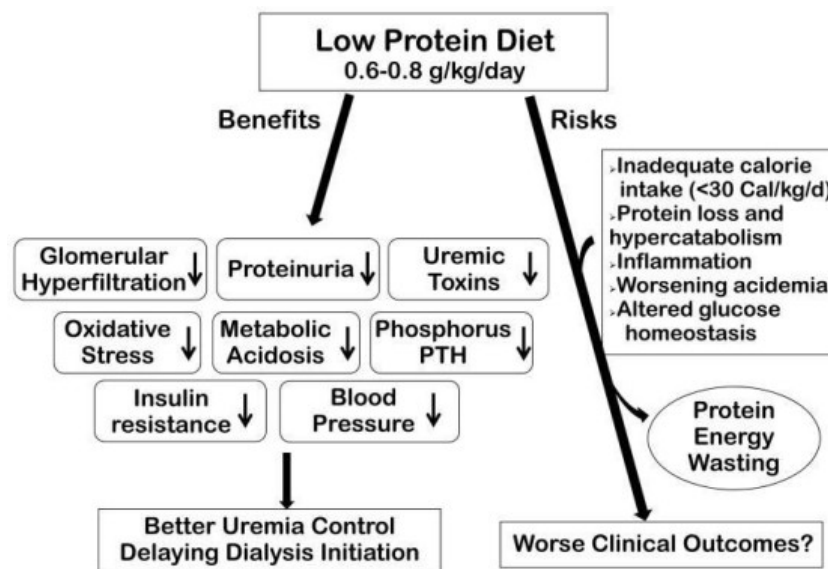 Low Protein Diet
0.6-0.8 g/kg/day
Benefits
Risks
Glomerular
Hyperfiltration
Proteinuria
Uremic
Toxins
Oxidative
Stress
Metabolic
Acidosis
Phosphorus
PTH
Insulin
resistance
Blood
Pressure
Better Uremia Control
Delaying Dialysis Initiation
Inadequate calorie
intake (<30 Cal/kg/d)
Protein loss and
hypercatabolism
Inflammation
Worsening acidemia
Altered glucose
homeostasis
Protein
Energy
Wasting
Worse Clinical Outcomes?